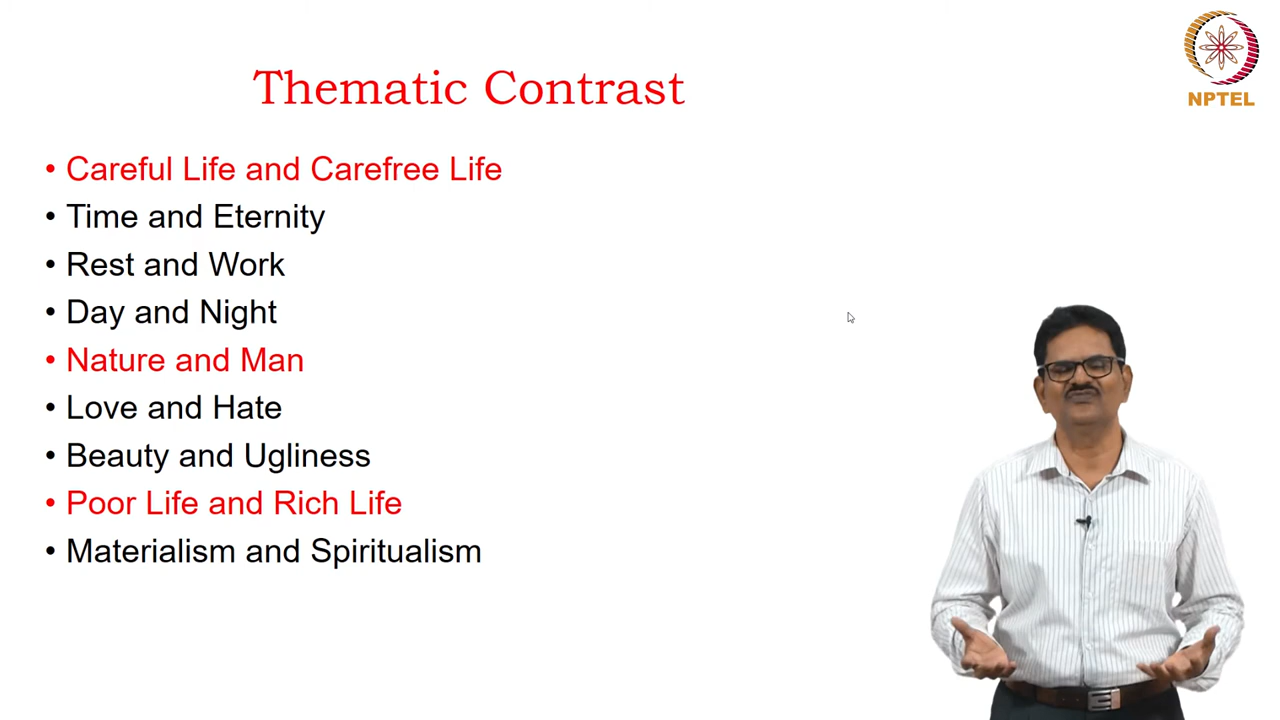 Thematic Contrast
NPTEL
• Careful Life and Carefree Life
• Time and Eternity
• Rest and Work
• Day and Night
• Nature and Man
• Love and Hate
• Beauty and Ugliness
• Poor Life and Rich Life
• Materialism and Spiritualism